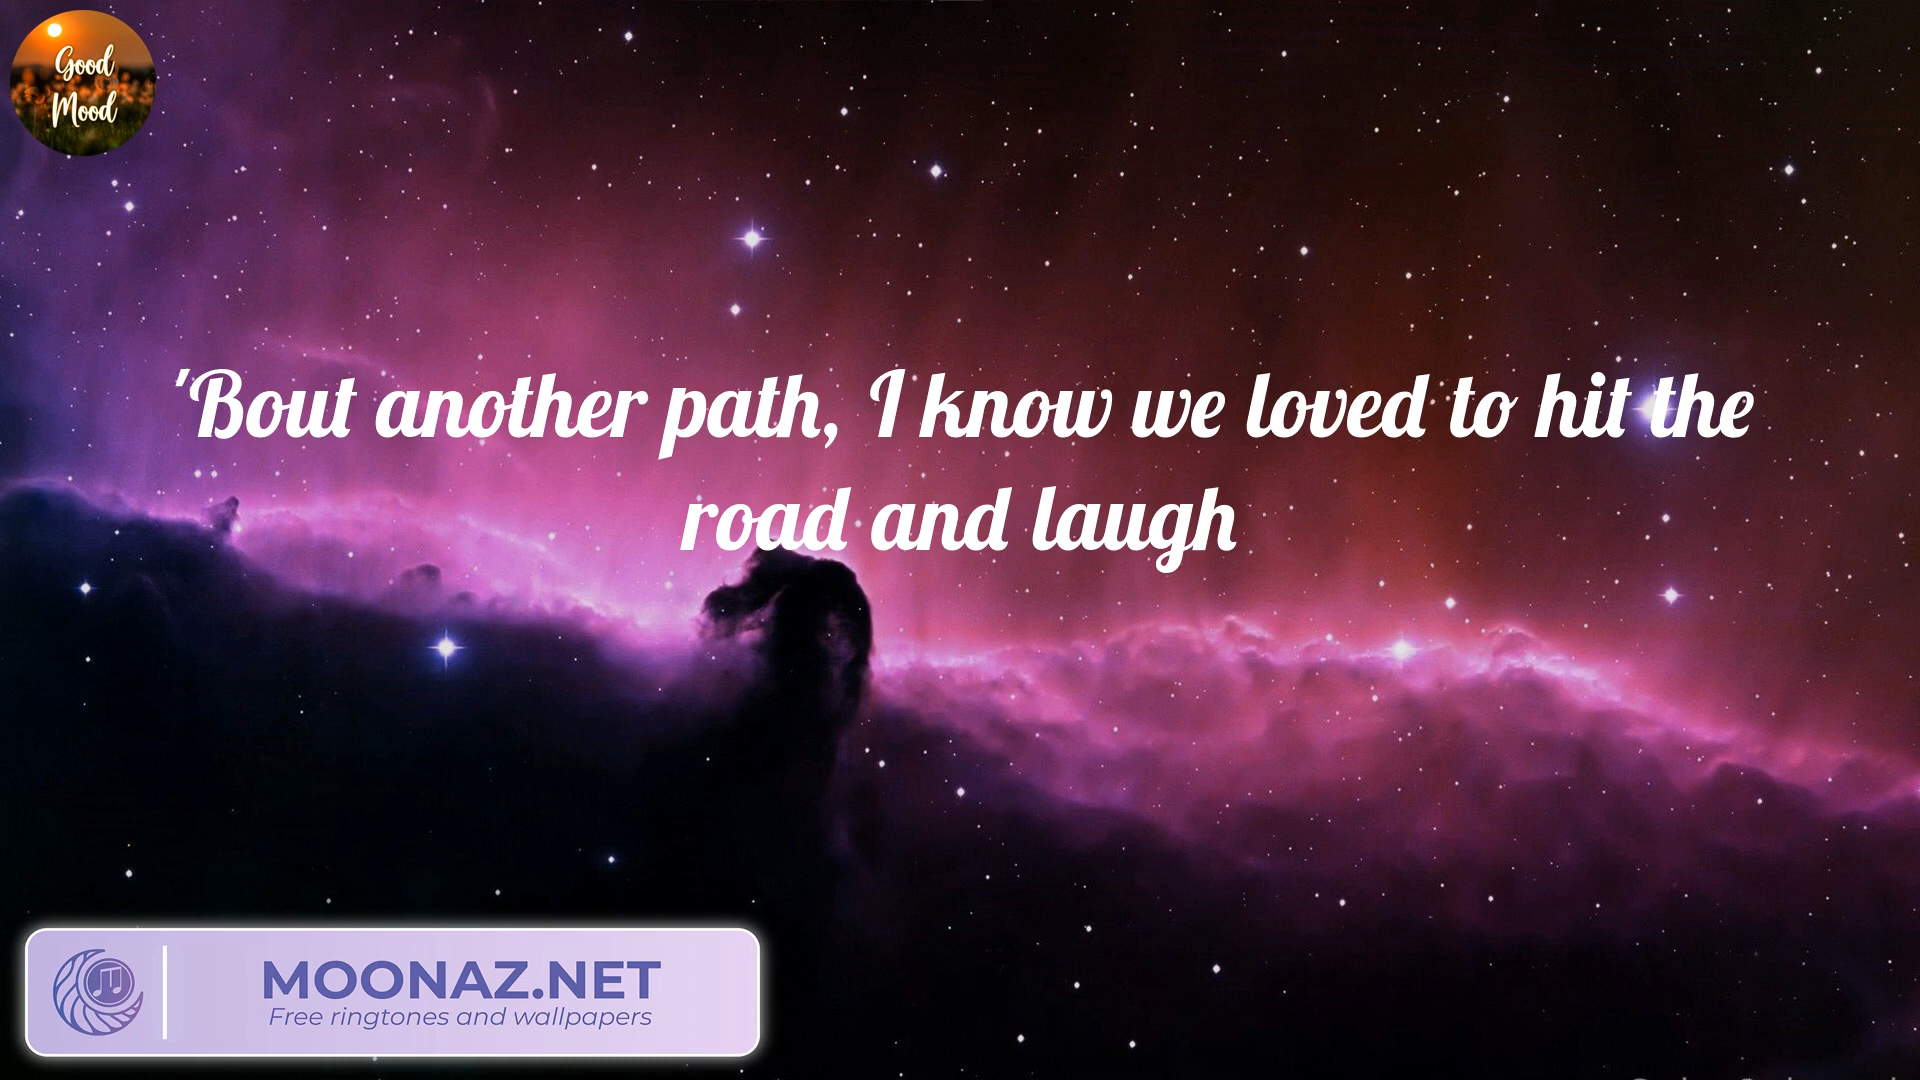 Good
Mood
'Bout another path, I know we loved to hit the
road and laugh
MOONAZ.NET
Free ringtones and wallpapers